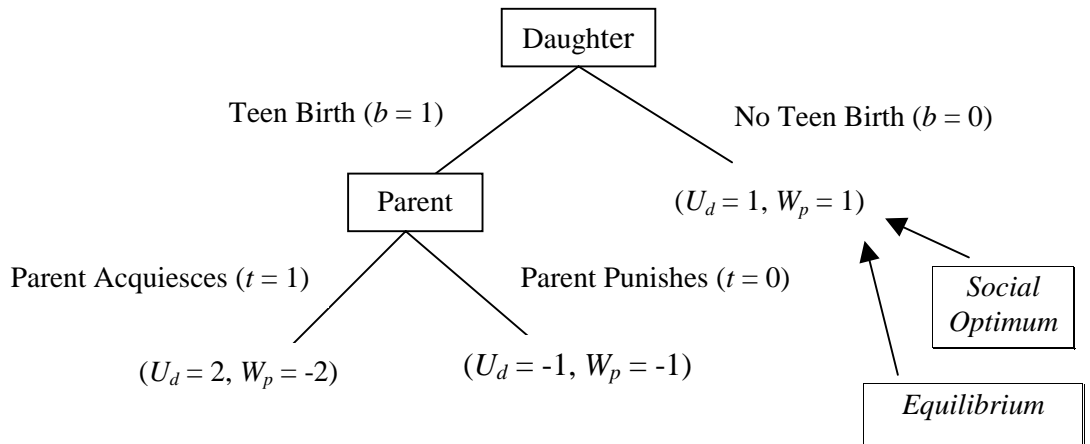 Daughter
Teen Birth (b = 1)
No Teen Birth (b = 0)
Parent
(U_d = 1, W_p = 1)
Parent Acquiesces (t = 1)
Parent Punishes (t = 0)
Social
Optimum
(U_d = 2, W_p = -2)
(U_d = -1, W_p = -1)
Equilibrium